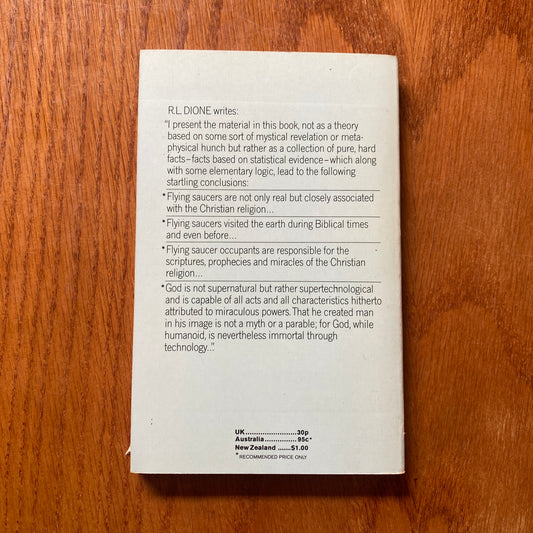 R.L. DIONE writes:
"I present the material in this book, not as a theory
based on some sort of mystical revelation or meta-
physical hunch but rather as a collection of pure, hard
facts–facts based on statistical evidence–which along
with some elementary logic, lead to the following
startling conclusions:
*Flying saucers are not only real but closely associated
with the Christian religion...
*Flying saucers visited the earth during Biblical times
and even before...
*Flying saucer occupants are responsible for the
scriptures, prophecies and miracles of the Christian
religion...
*God is not supernatural but rather supertechnological
and is capable of all acts and all characteristics hitherto
attributed to miraculous powers. That he created man
in his image is not a myth or a parable; for God, while
humanoid, is nevertheless immortal through
technology..."
UK........................30p
Australia...............95c*
New Zealand ......$1.00
*RECOMMENDED PRICE ONLY